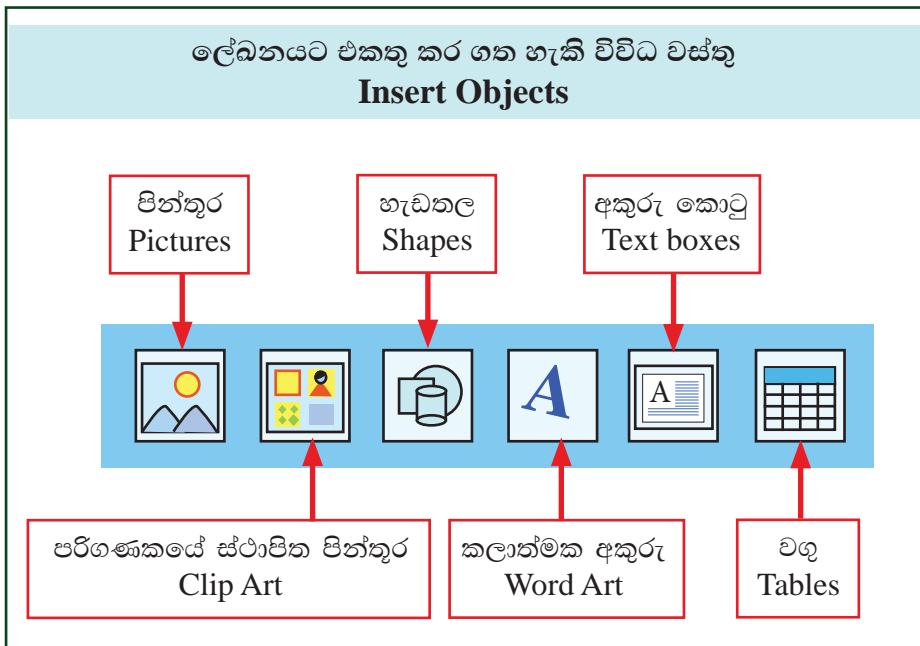 ලේඛනයට එකතු කර ගත හැකි විවිධ වස්තු
Insert Objects
පින්තූර
Pictures
හැඩතල
Shapes
අකුරු කොටු
Text boxes
A
A
පරිගණකයේ ස්ථාපිත පින්තූර
Clip Art
කලාත්මක අකුරු
Word Art
වගු
Tables